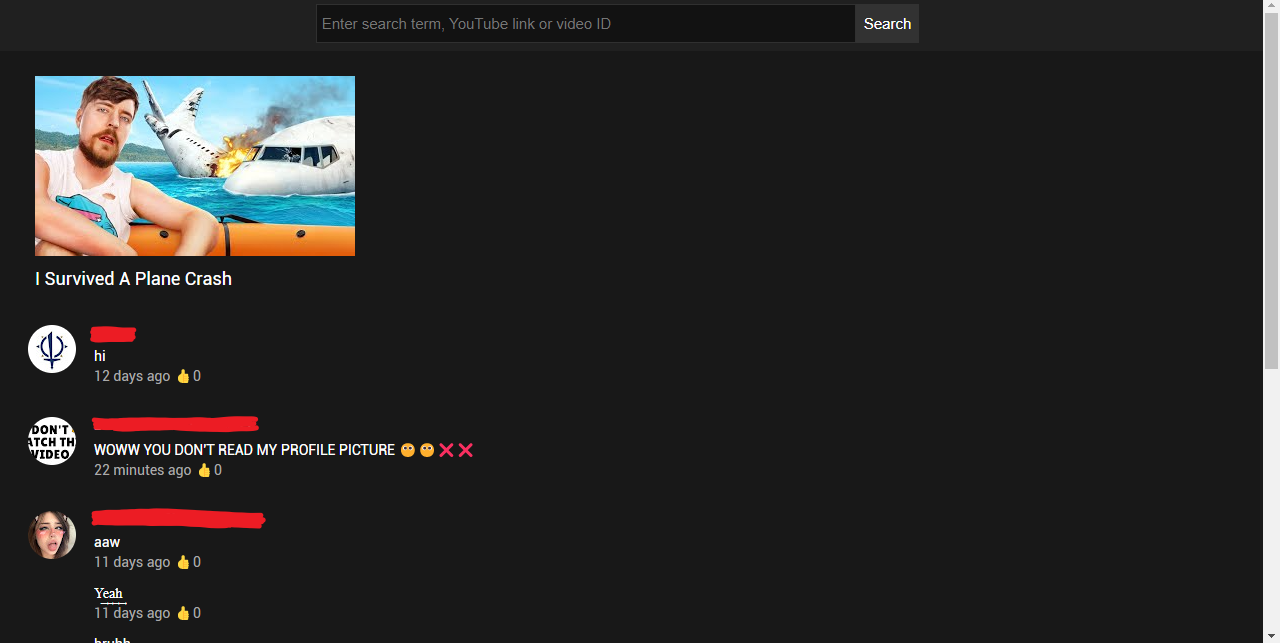 Enter search term, YouTube link or video ID
Search
I Survived A Plane Crash
hi
12 days ago 👍0
DON'T
ATCH TH
VIDEO
WOWW YOU DON'T READ MY PROFILE PICTURE 😶😶❌❌
22 minutes ago 👍0
aaw
11 days ago 👍0
Yeah
11 days ago 👍0
bruhh